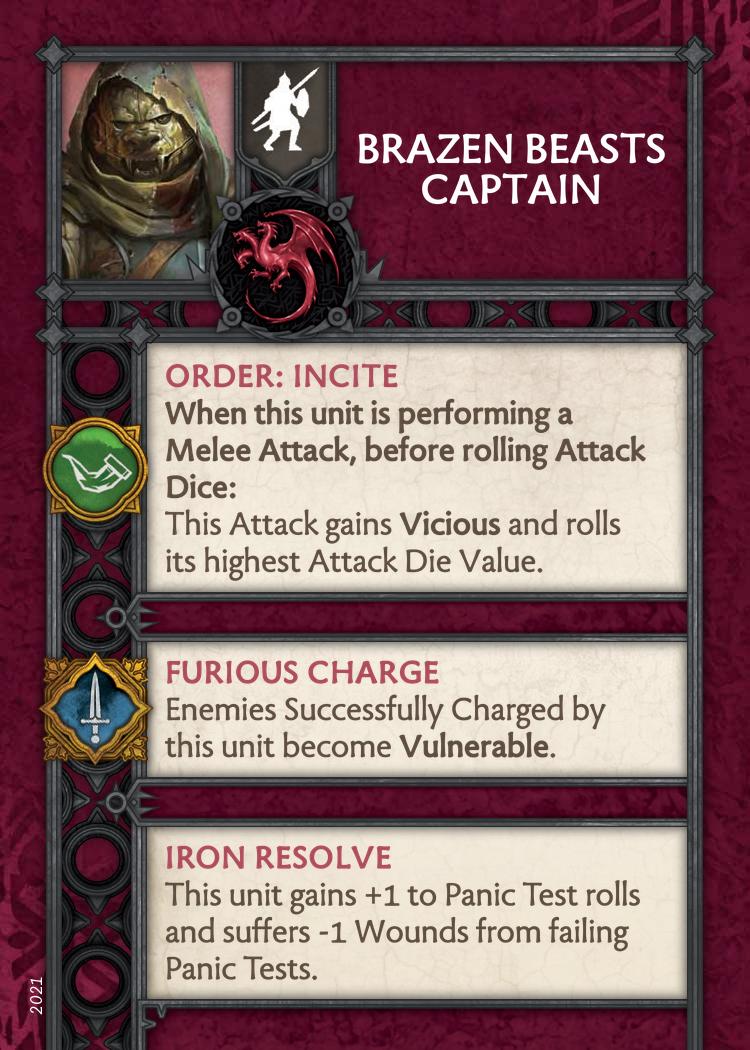 BRAZEN BEASTS
CAPTAIN
ORDER: INCITE
When this unit is performing a
Melee Attack, before rolling Attack
Dice:
This Attack gains Vicious and rolls
its highest Attack Die Value.
FURIOUS CHARGE
Enemies Successfully Charged by
this unit become Vulnerable.
IRON RESOLVE
This unit gains +1 to Panic Test rolls
and suffers -1 Wounds from failing
Panic Tests.
2021